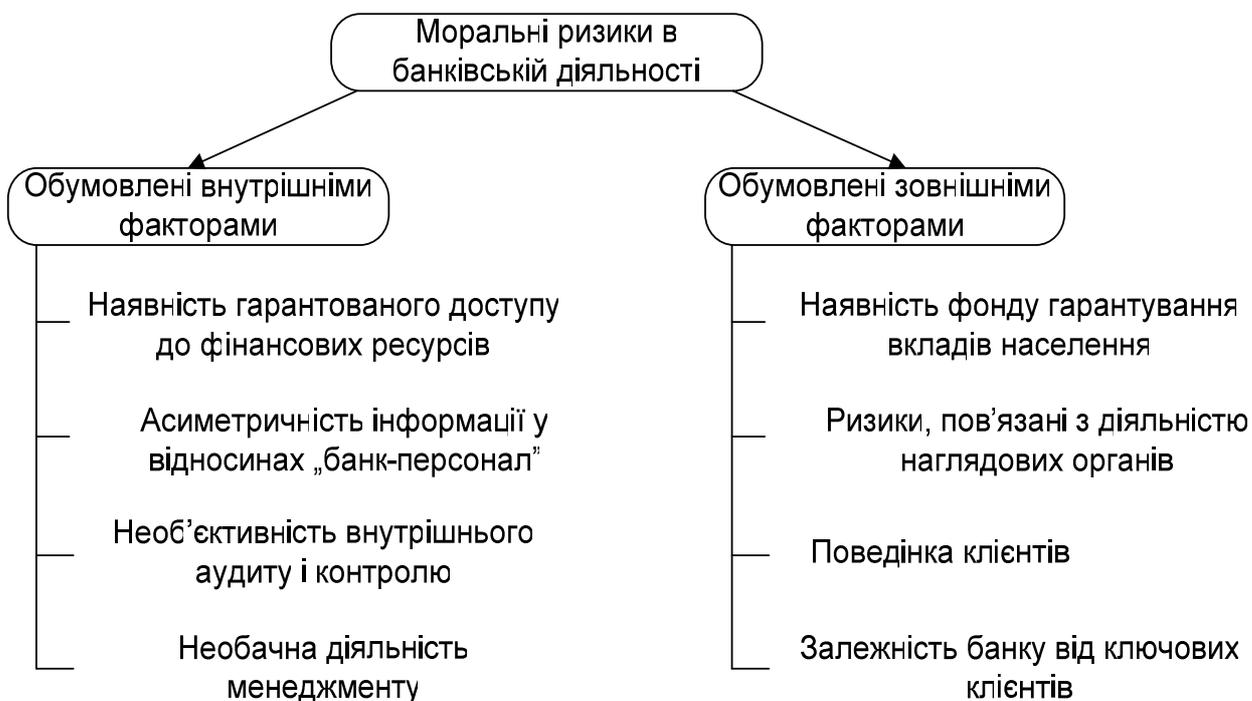 Моральні ризики в
банківській діяльності
Обумовлені внутрішніми
факторами
Наявність гарантованого доступу
до фінансових ресурсів
Асиметричність інформації у
відносинах „банк-персонал”
Необ’єктивність внутрішнього
аудиту і контролю
Необачна діяльність
менеджменту
Обумовлені зовнішніми
факторами
Наявність фонду гарантування
вкладів населення
Ризики, пов’язані з діяльністю
наглядових органів
Поведінка клієнтів
Залежність банку від ключових
клієнтів